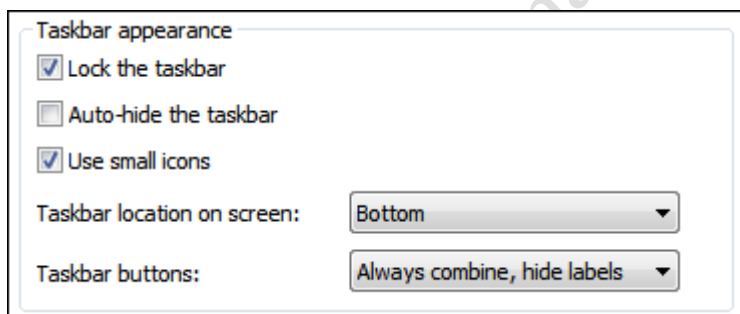 Taskbar appearance
Lock the taskbar
Auto-hide the taskbar
Use small icons
Taskbar location on screen: Bottom
Taskbar buttons: Always combine, hide labels